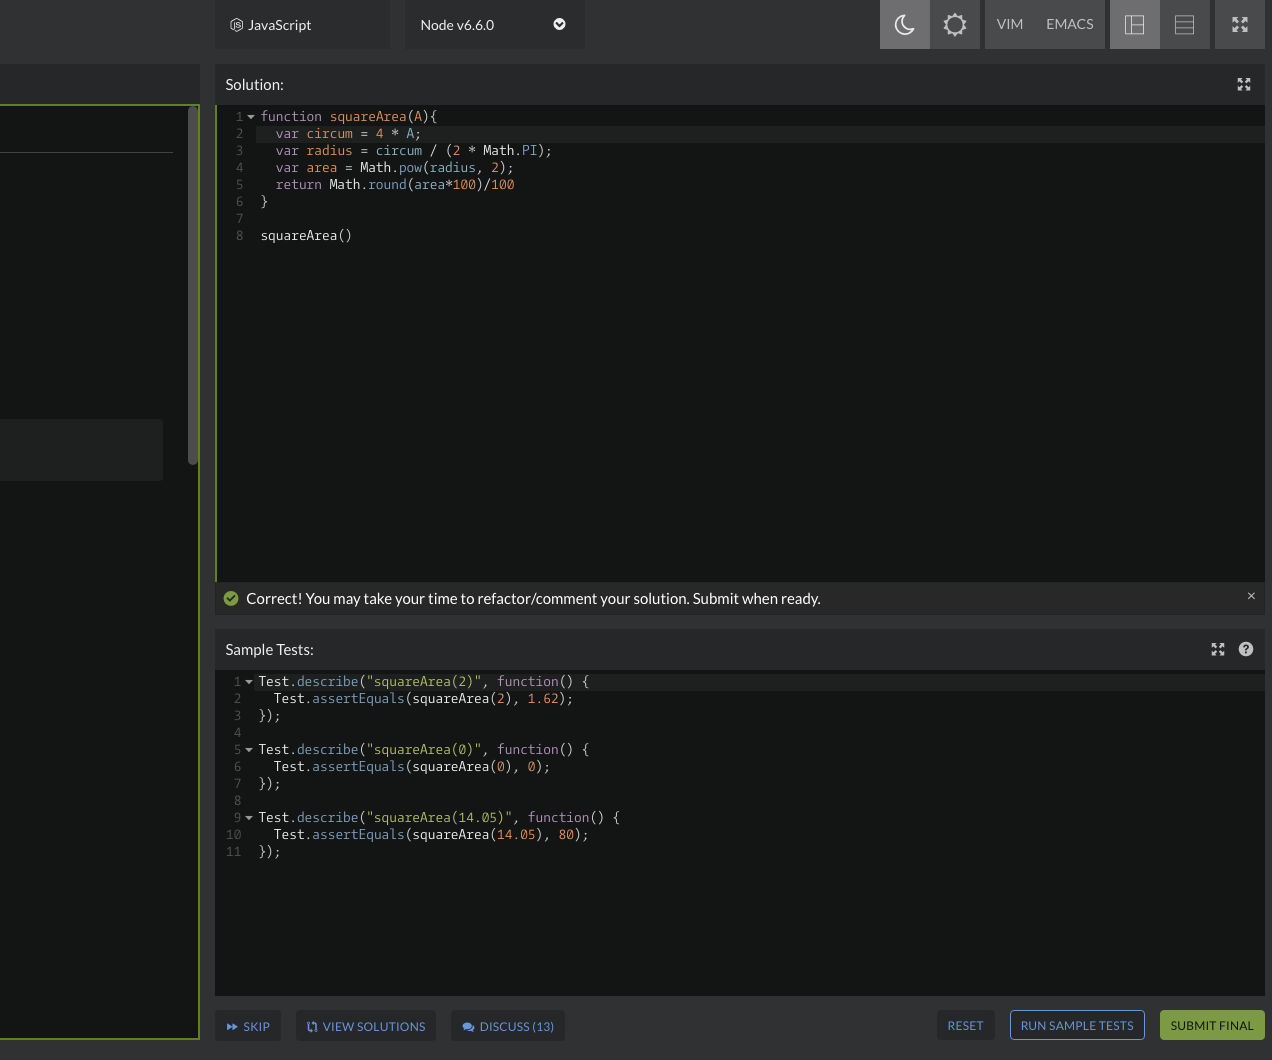 JavaScript
Node v6.6.0
VIM
EMACS
Solution:
1 function squareArea(A){
2   var circum = 4 * A;
3   var radius = circum / (2 * Math.PI);
4   var area = Math.pow(radius, 2);
5   return Math.round(area*100)/100
6 }
7
8 squareArea()
Correct! You may take your time to refactor/comment your solution. Submit when ready.
×
Sample Tests:
?
1 Test.describe("squareArea(2)", function() {
2   Test.assertEquals(squareArea(2), 1.62);
3 });
4
5 Test.describe("squareArea(0)", function() {
6   Test.assertEquals(squareArea(0), 0);
7 });
8
9 Test.describe("squareArea(14.05)", function() {
10   Test.assertEquals(squareArea(14.05), 80);
11 });
SKIP
VIEW SOLUTIONS
DISCUSS (13)
RESET
RUN SAMPLE TESTS
SUBMIT FINAL